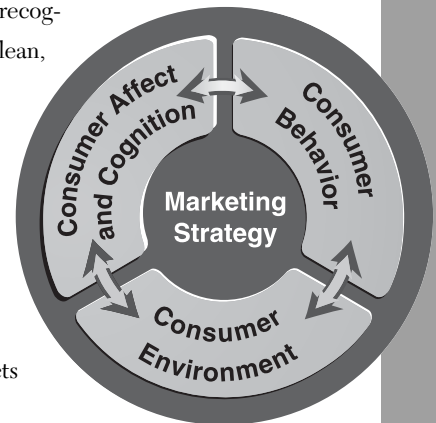 recog-
lean,
Consumer Affect
and Cognition
Consumer
Behavior
Marketing
Strategy
Consumer
Environment
ets